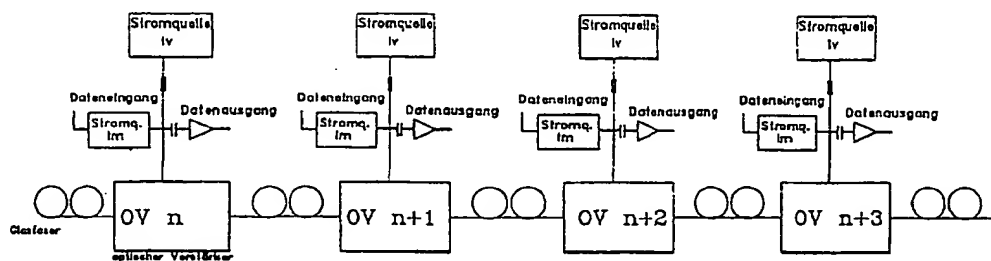 Stromquelle
Iv
Stromquelle
Iv
Stromquelle
Iv
Stromquelle
Iv
Dateneingang
Datenausgang
Stromq.
Im
Dateneingang
Datenausgang
Stromq.
Im
Dateneingang
Datenausgang
Stromq.
Im
Dateneingang
Datenausgang
Stromq.
Im
OV n
OV n+1
OV n+2
OV n+3
Glasfaser
optischer Verstärker